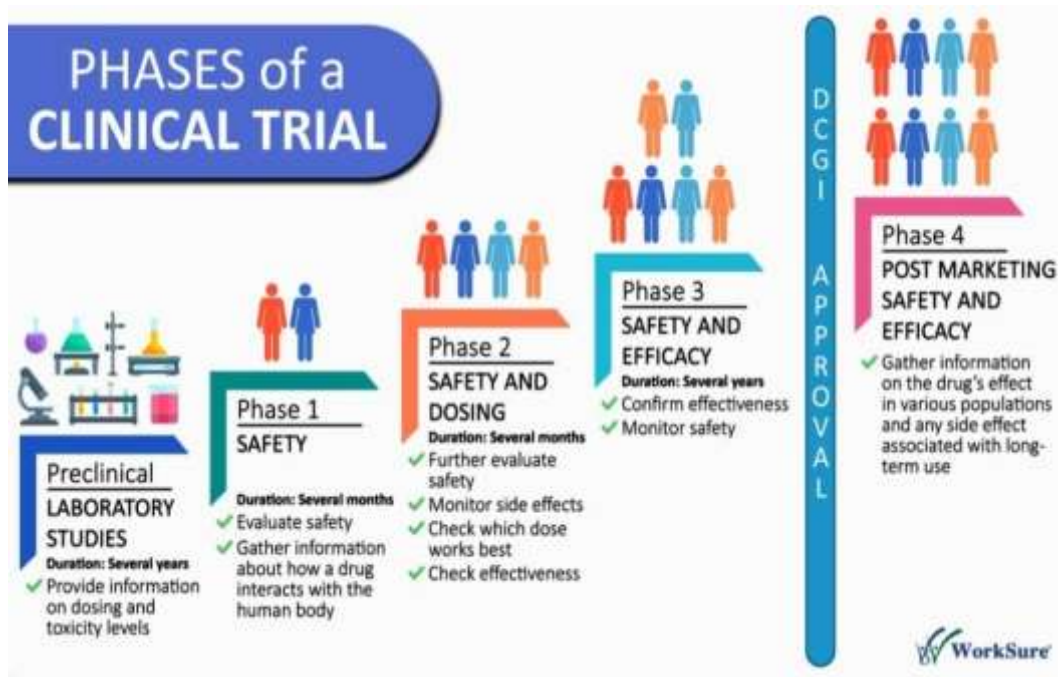 PHASES of a
CLINICAL TRIAL
Preclinical
LABORATORY
STUDIES
Duration: Several years
✓ Provide information
on dosing and
toxicity levels
Phase 1
SAFETY
Duration: Several months
✓ Evaluate safety
✓ Gather information
about how a drug
interacts with the
human body
Phase 2
SAFETY AND
DOSING
Duration: Several months
✓ Further evaluate
safety
✓ Monitor side effects
✓ Check which dose
works best
✓ Check effectiveness
Phase 3
SAFETY AND
EFFICACY
Duration: Several years
✓ Confirm effectiveness
✓ Monitor safety
DCGI APPROVAL
Phase 4
POST MARKETING
SAFETY AND
EFFICACY
✓ Gather information
on the drug's effect
in various populations
and any side effect
associated with long-
term use
WorkSure